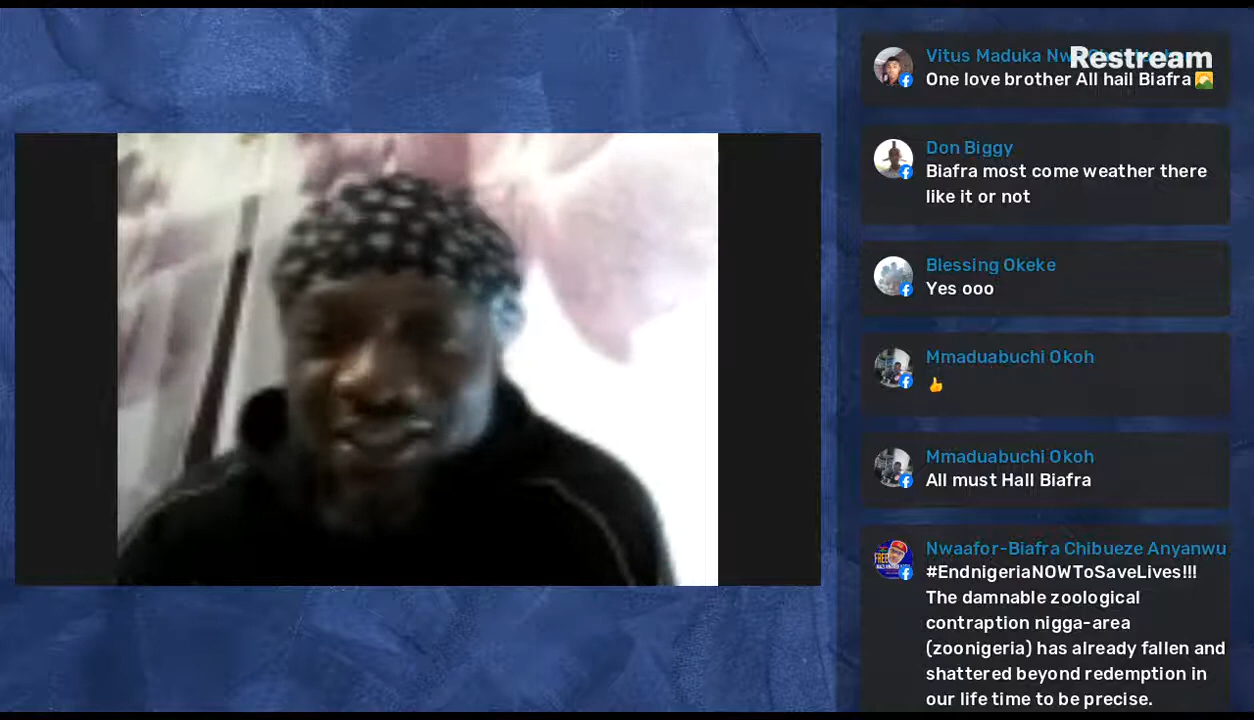 Restream
Vitus Maduka
One love brother All hail Biafra
Don Biggy
Biafra most come weather there
like it or not
Blessing Okeke
Yes ooo
Mmaduabuchi Okoh
Mmaduabuchi Okoh
All must Hall Biafra
Nwaafor-Biafra Chibueze Anyanwu
#EndnigeriaNOWToSaveLives!!!
The damnable zoological
contraption nigga-area
(zoonigeria) has already fallen and
shattered beyond redemption in
our life time to be precise.